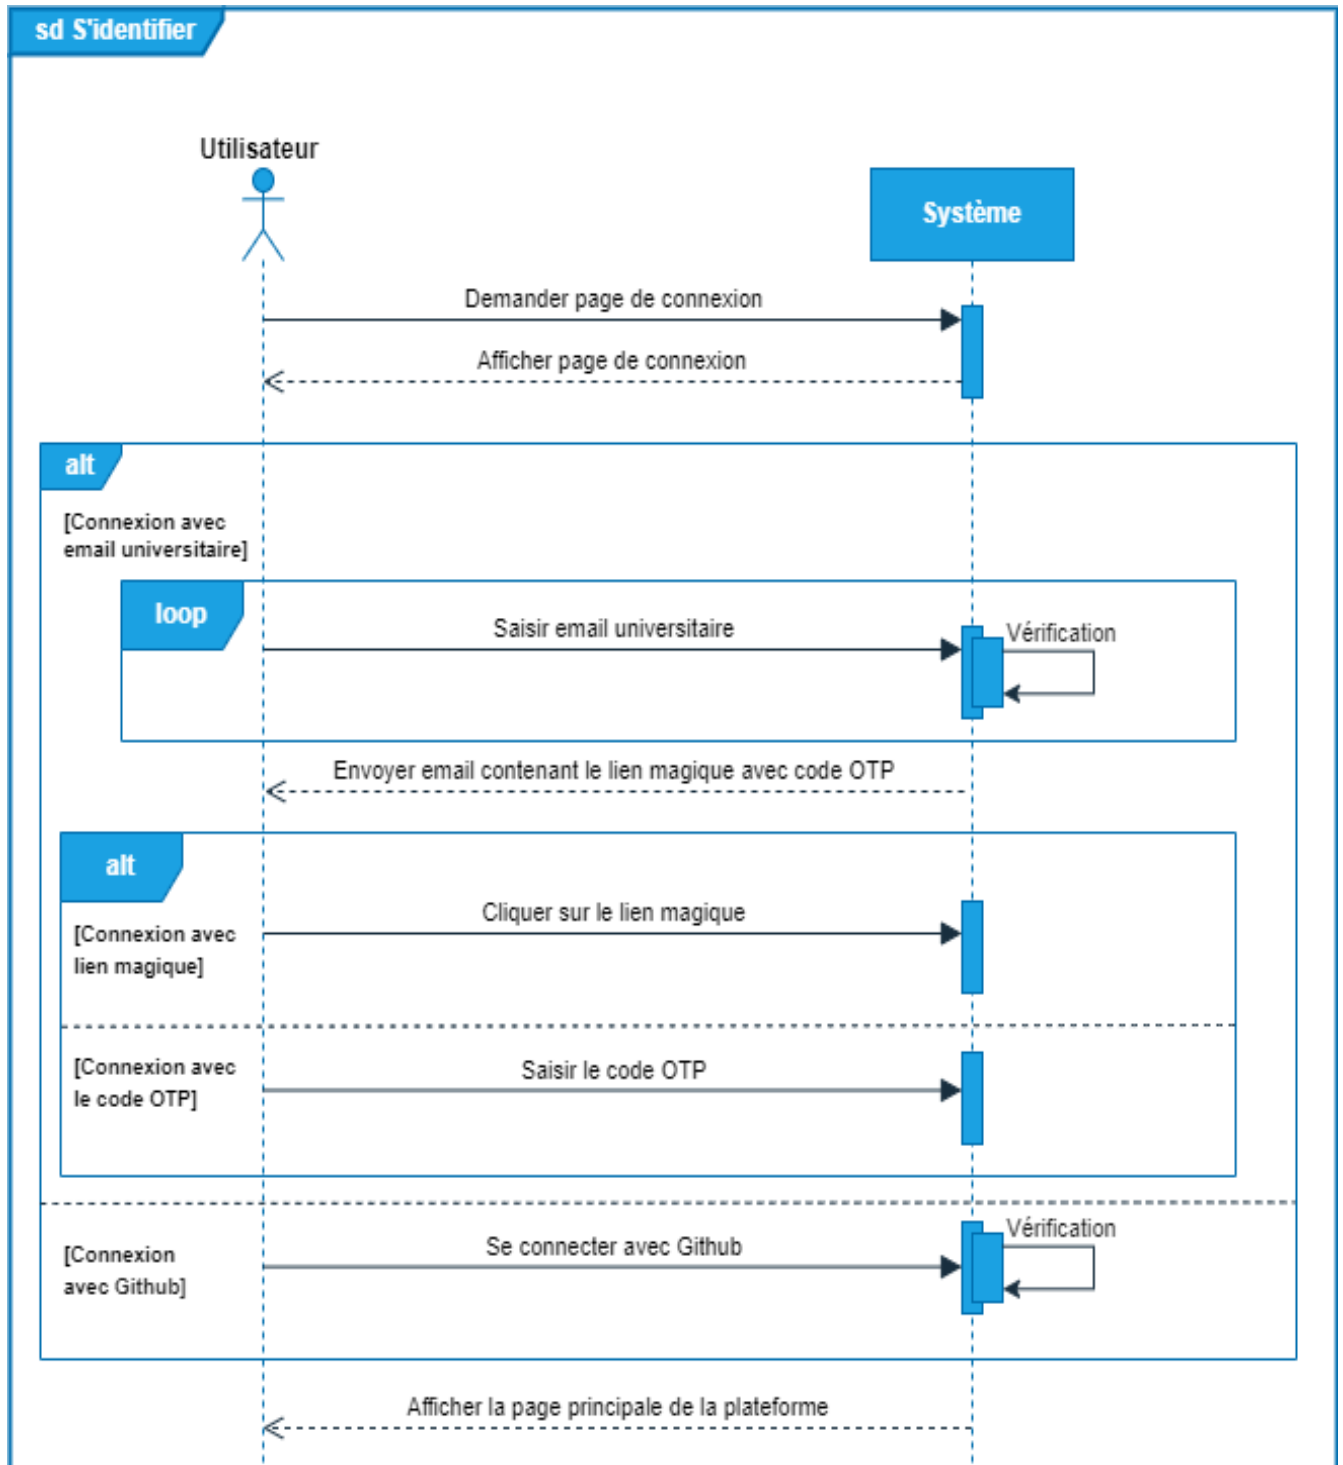 sd S'identifier
Utilisateur
Système
Demander page de connexion
Afficher page de connexion
alt
[Connexion avec
email universitaire]
loop
Saisir email universitaire
Vérification
Envoyer email contenant le lien magique avec code OTP
alt
Cliquer sur le lien magique
[Connexion avec
lien magique]
[Connexion avec
le code OTP]
Saisir le code OTP
Vérification
Se connecter avec Github
[Connexion
avec Github]
Afficher la page principale de la plateforme